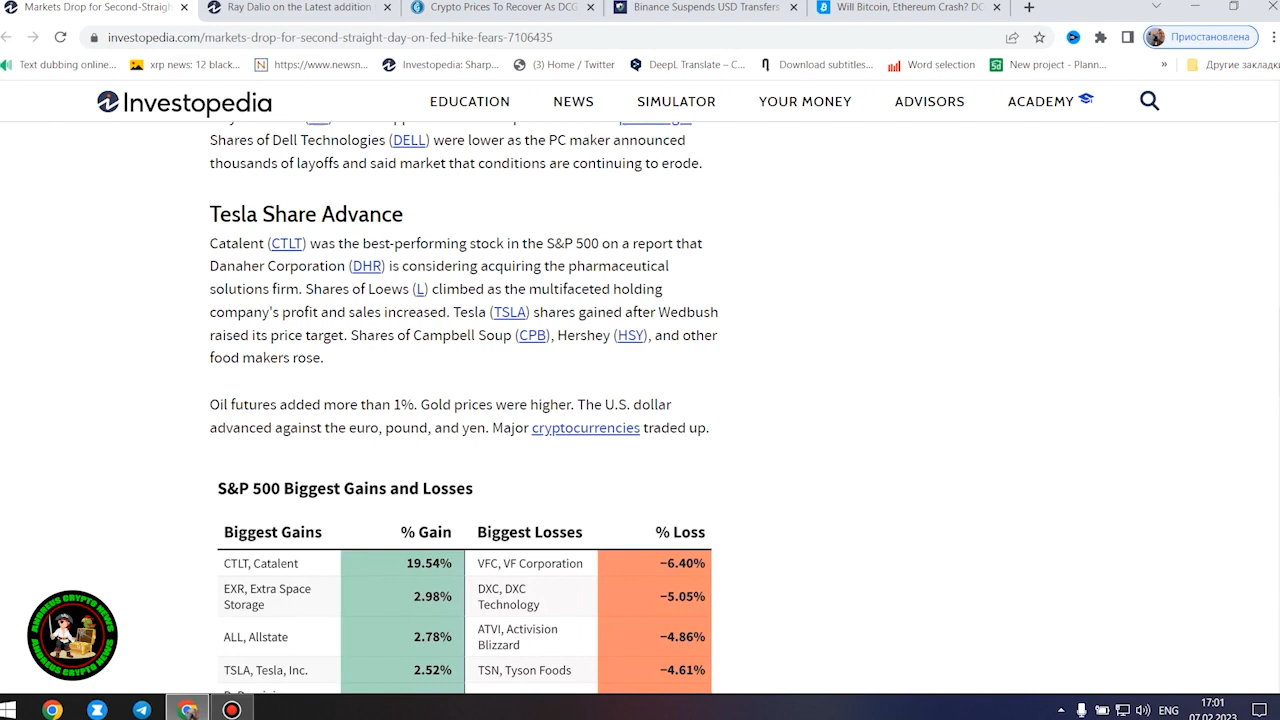 Markets Drop for Second-Straigh
Ray Dalio on the Latest addition
Crypto Prices To Recover As DCG
Binance Suspends USD Transfers
Will Bitcoin, Ethereum Crash? DC
investopedia.com/markets-drop-for-second-straight-day-on-fed-hike-fears-7106435
Приостановлена
Text dubbing online...
xrp news: 12 black...
https://www.newsn...
Investopedia: Sharp...
(3) Home / Twitter
DeepL Translate – C...
Download subtitles...
Word selection
New project - Plann...
»
Другие закладки
Investopedia
EDUCATION
NEWS
SIMULATOR
YOUR MONEY
ADVISORS
ACADEMY
Shares of Dell Technologies (DELL) were lower as the PC maker announced
thousands of layoffs and said market that conditions are continuing to erode.
Tesla Share Advance
Catalent (CTLT) was the best-performing stock in the S&P 500 on a report that
Danaher Corporation (DHR) is considering acquiring the pharmaceutical
solutions firm. Shares of Loews (L) climbed as the multifaceted holding
company's profit and sales increased. Tesla (TSLA) shares gained after Wedbush
raised its price target. Shares of Campbell Soup (CPB), Hershey (HSY), and other
food makers rose.
Oil futures added more than 1%. Gold prices were higher. The U.S. dollar
advanced against the euro, pound, and yen. Major cryptocurrencies traded up.
S&P 500 Biggest Gains and Losses
Biggest Gains % Gain Biggest Losses % Loss
CTLT, Catalent 19.54% VFC, VF Corporation −6.40%
EXR, Extra Space
Storage
2.98%
DXC, DXC
Technology
−5.05%
ALL, Allstate 2.78%
ATVI, Activision
Blizzard
−4.86%
TSLA, Tesla, Inc. 2.52% TSN, Tyson Foods −4.61%
ANDREUS CRYPTO NEWS
ANDREUS CRYPTO NEWS
ENG
17:01
07.02.2023